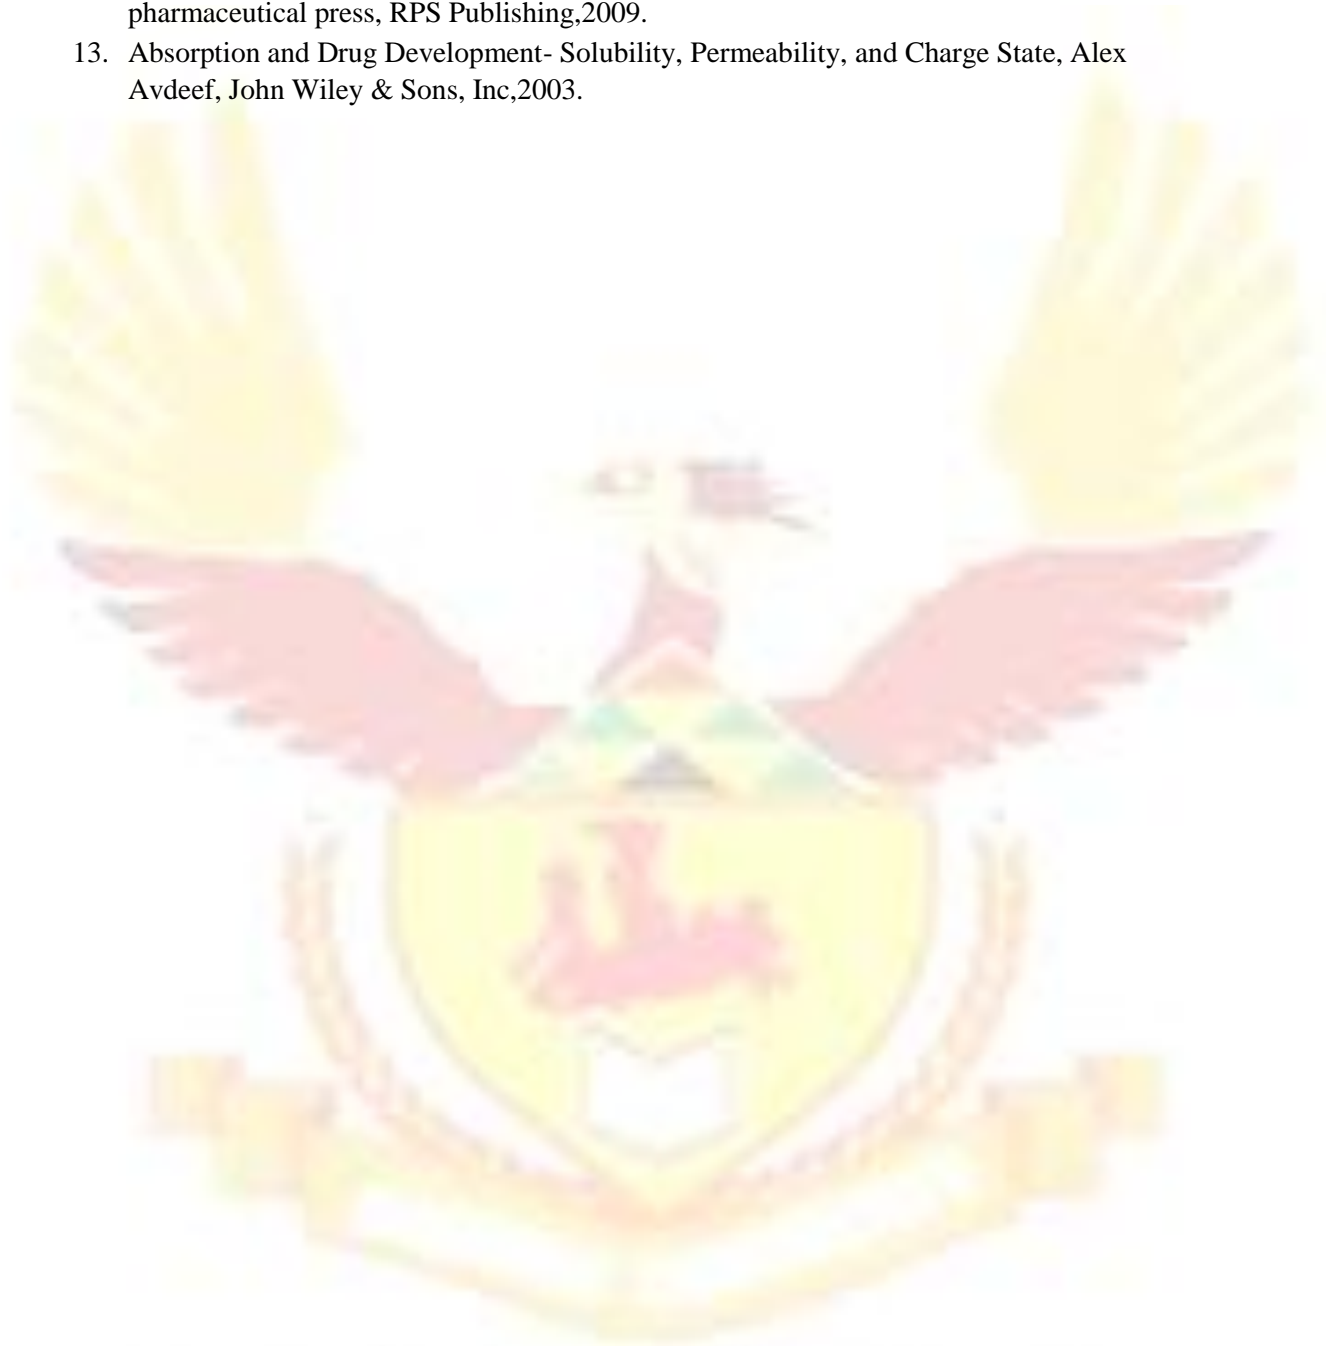 pharmaceutical press, RPS Publishing,2009.
13. Absorption and Drug Development- Solubility, Permeability, and Charge State, Alex
Avdeef, John Wiley & Sons, Inc,2003.